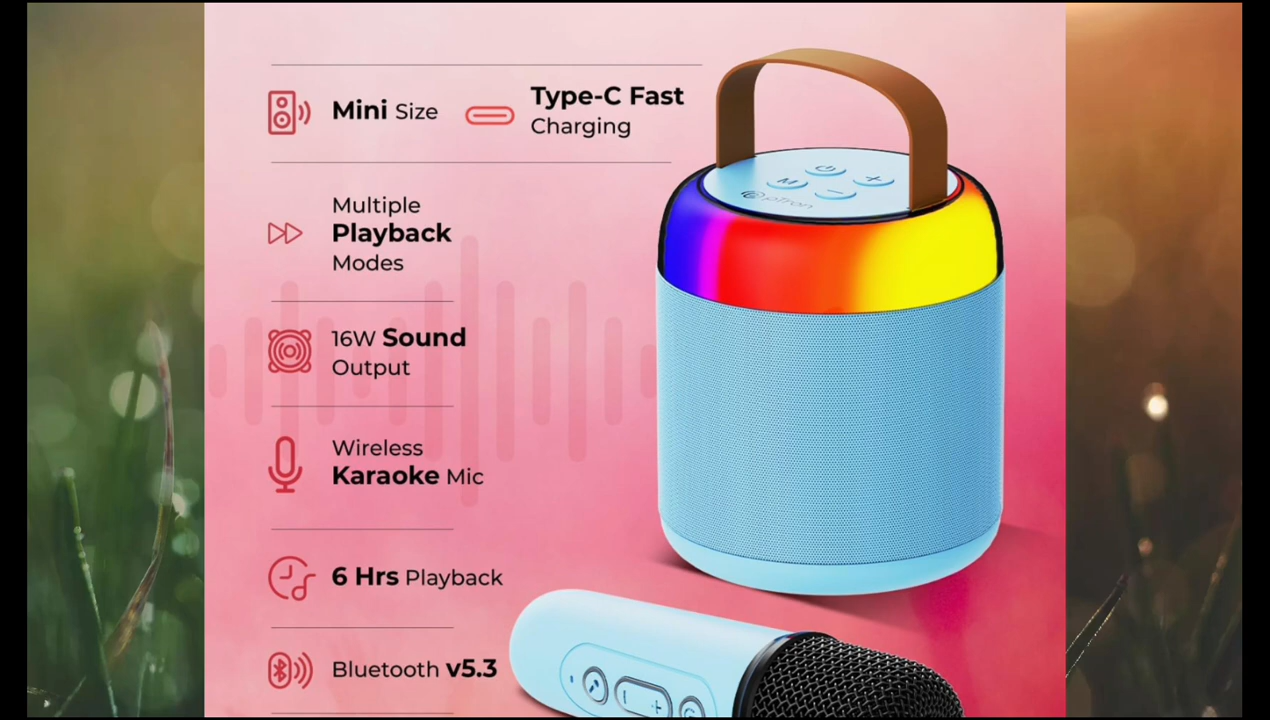 Mini Size
Type-C Fast
Charging
Multiple
Playback
Modes
16W Sound
Output
Wireless
Karaoke Mic
6 Hrs Playback
Bluetooth v5.3
M
pTron